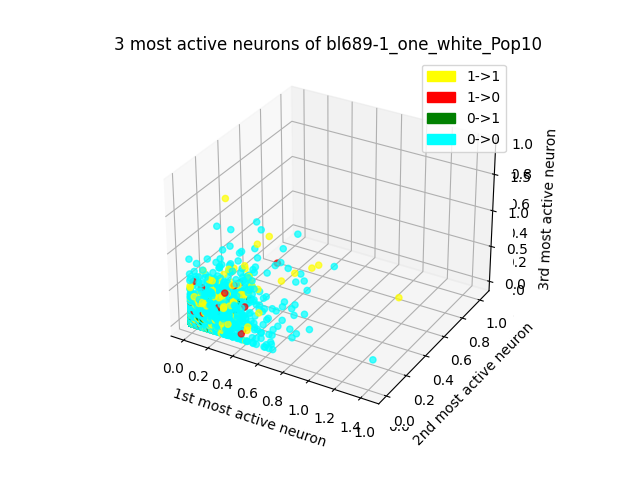 3 most active neurons of bl689-1_one_white_Pop10
1->1
1->0
0->1
0->0
1st most active neuron
0.0 0.2 0.4 0.6 0.8 1.0 1.2 1.4
1.0
2nd most active neuron
0.0 0.2 0.4 0.6 0.8 1.0
3rd most active neuron
0.0 0.5 1.0 1.5
1.0